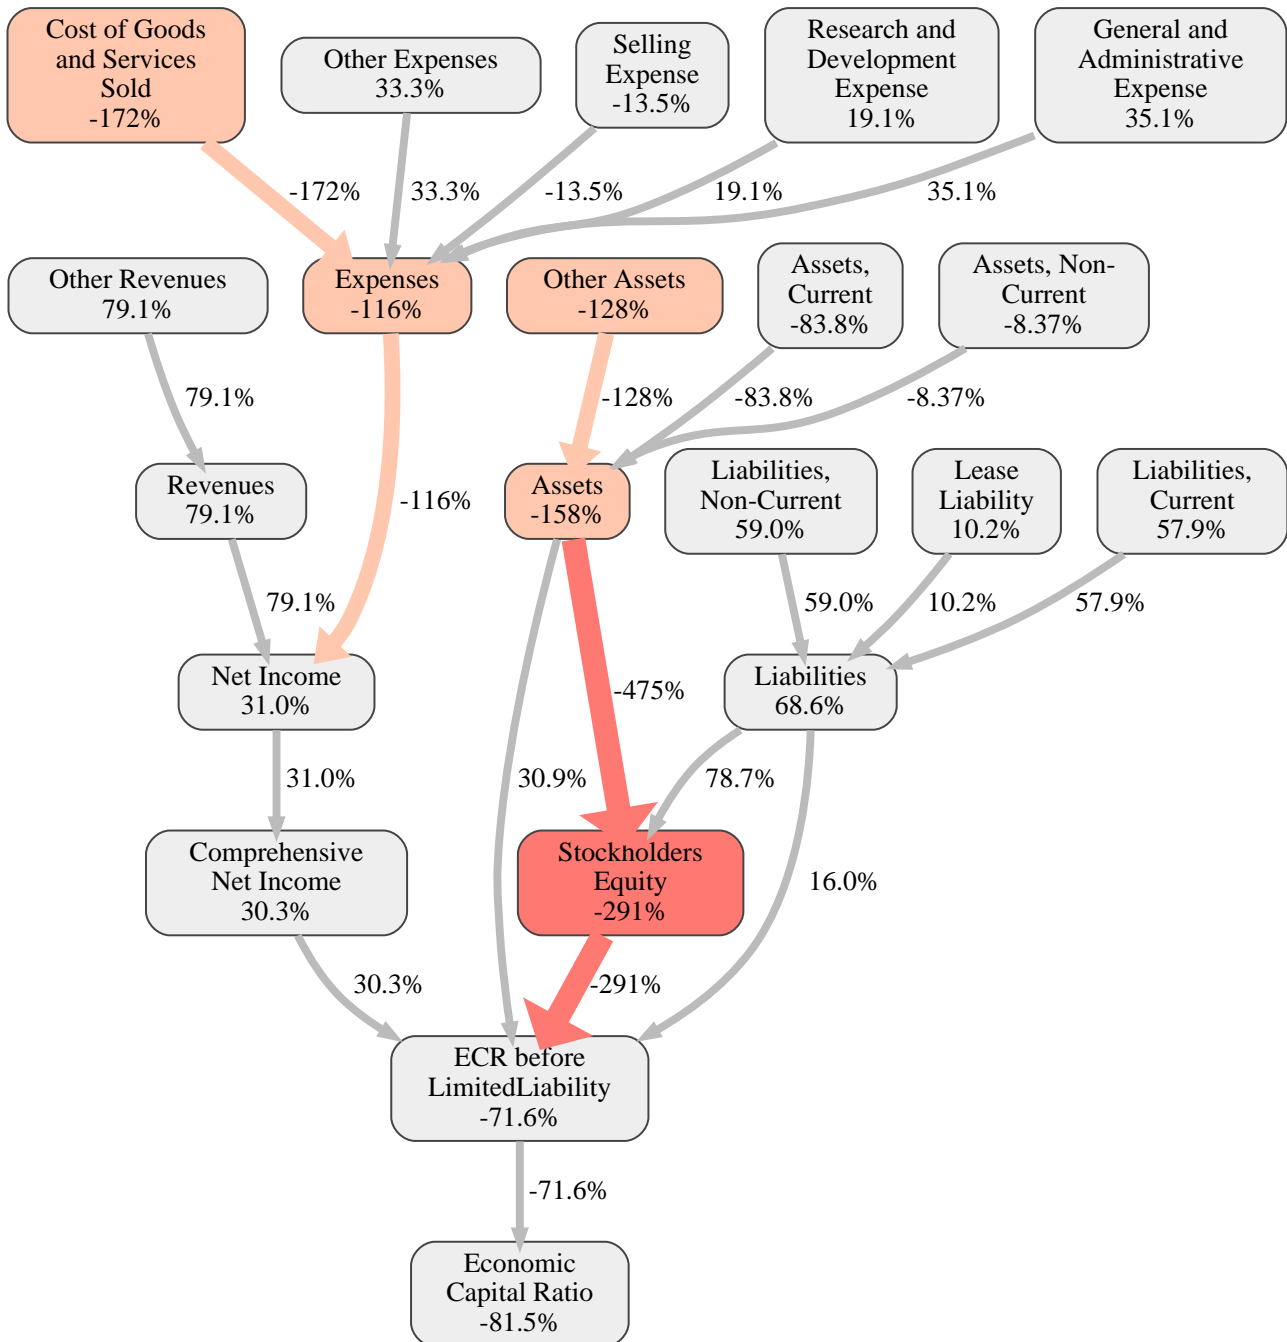 Cost of Goods
and Services
Sold
-172%
Other Expenses
33.3%
Selling
Expense
-13.5%
Research and
Development
Expense
19.1%
General and
Administrative
Expense
35.1%
-172%
33.3%
-13.5%
19.1%
35.1%
Other Revenues
79.1%
Expenses
-116%
Other Assets
-128%
Assets,
Current
-83.8%
Assets, Non-
Current
-8.37%
79.1%
-116%
-128%
-83.8%
-8.37%
Revenues
79.1%
Assets
-158%
Liabilities,
Non-Current
59.0%
Lease
Liability
10.2%
Liabilities,
Current
57.9%
79.1%
59.0%
10.2%
57.9%
Net Income
31.0%
-475%
Liabilities
68.6%
31.0%
30.9%
78.7%
16.0%
Comprehensive
Net Income
30.3%
Stockholders
Equity
-291%
30.3%
-291%
ECR before
LimitedLiability
-71.6%
-71.6%
Economic
Capital Ratio
-81.5%